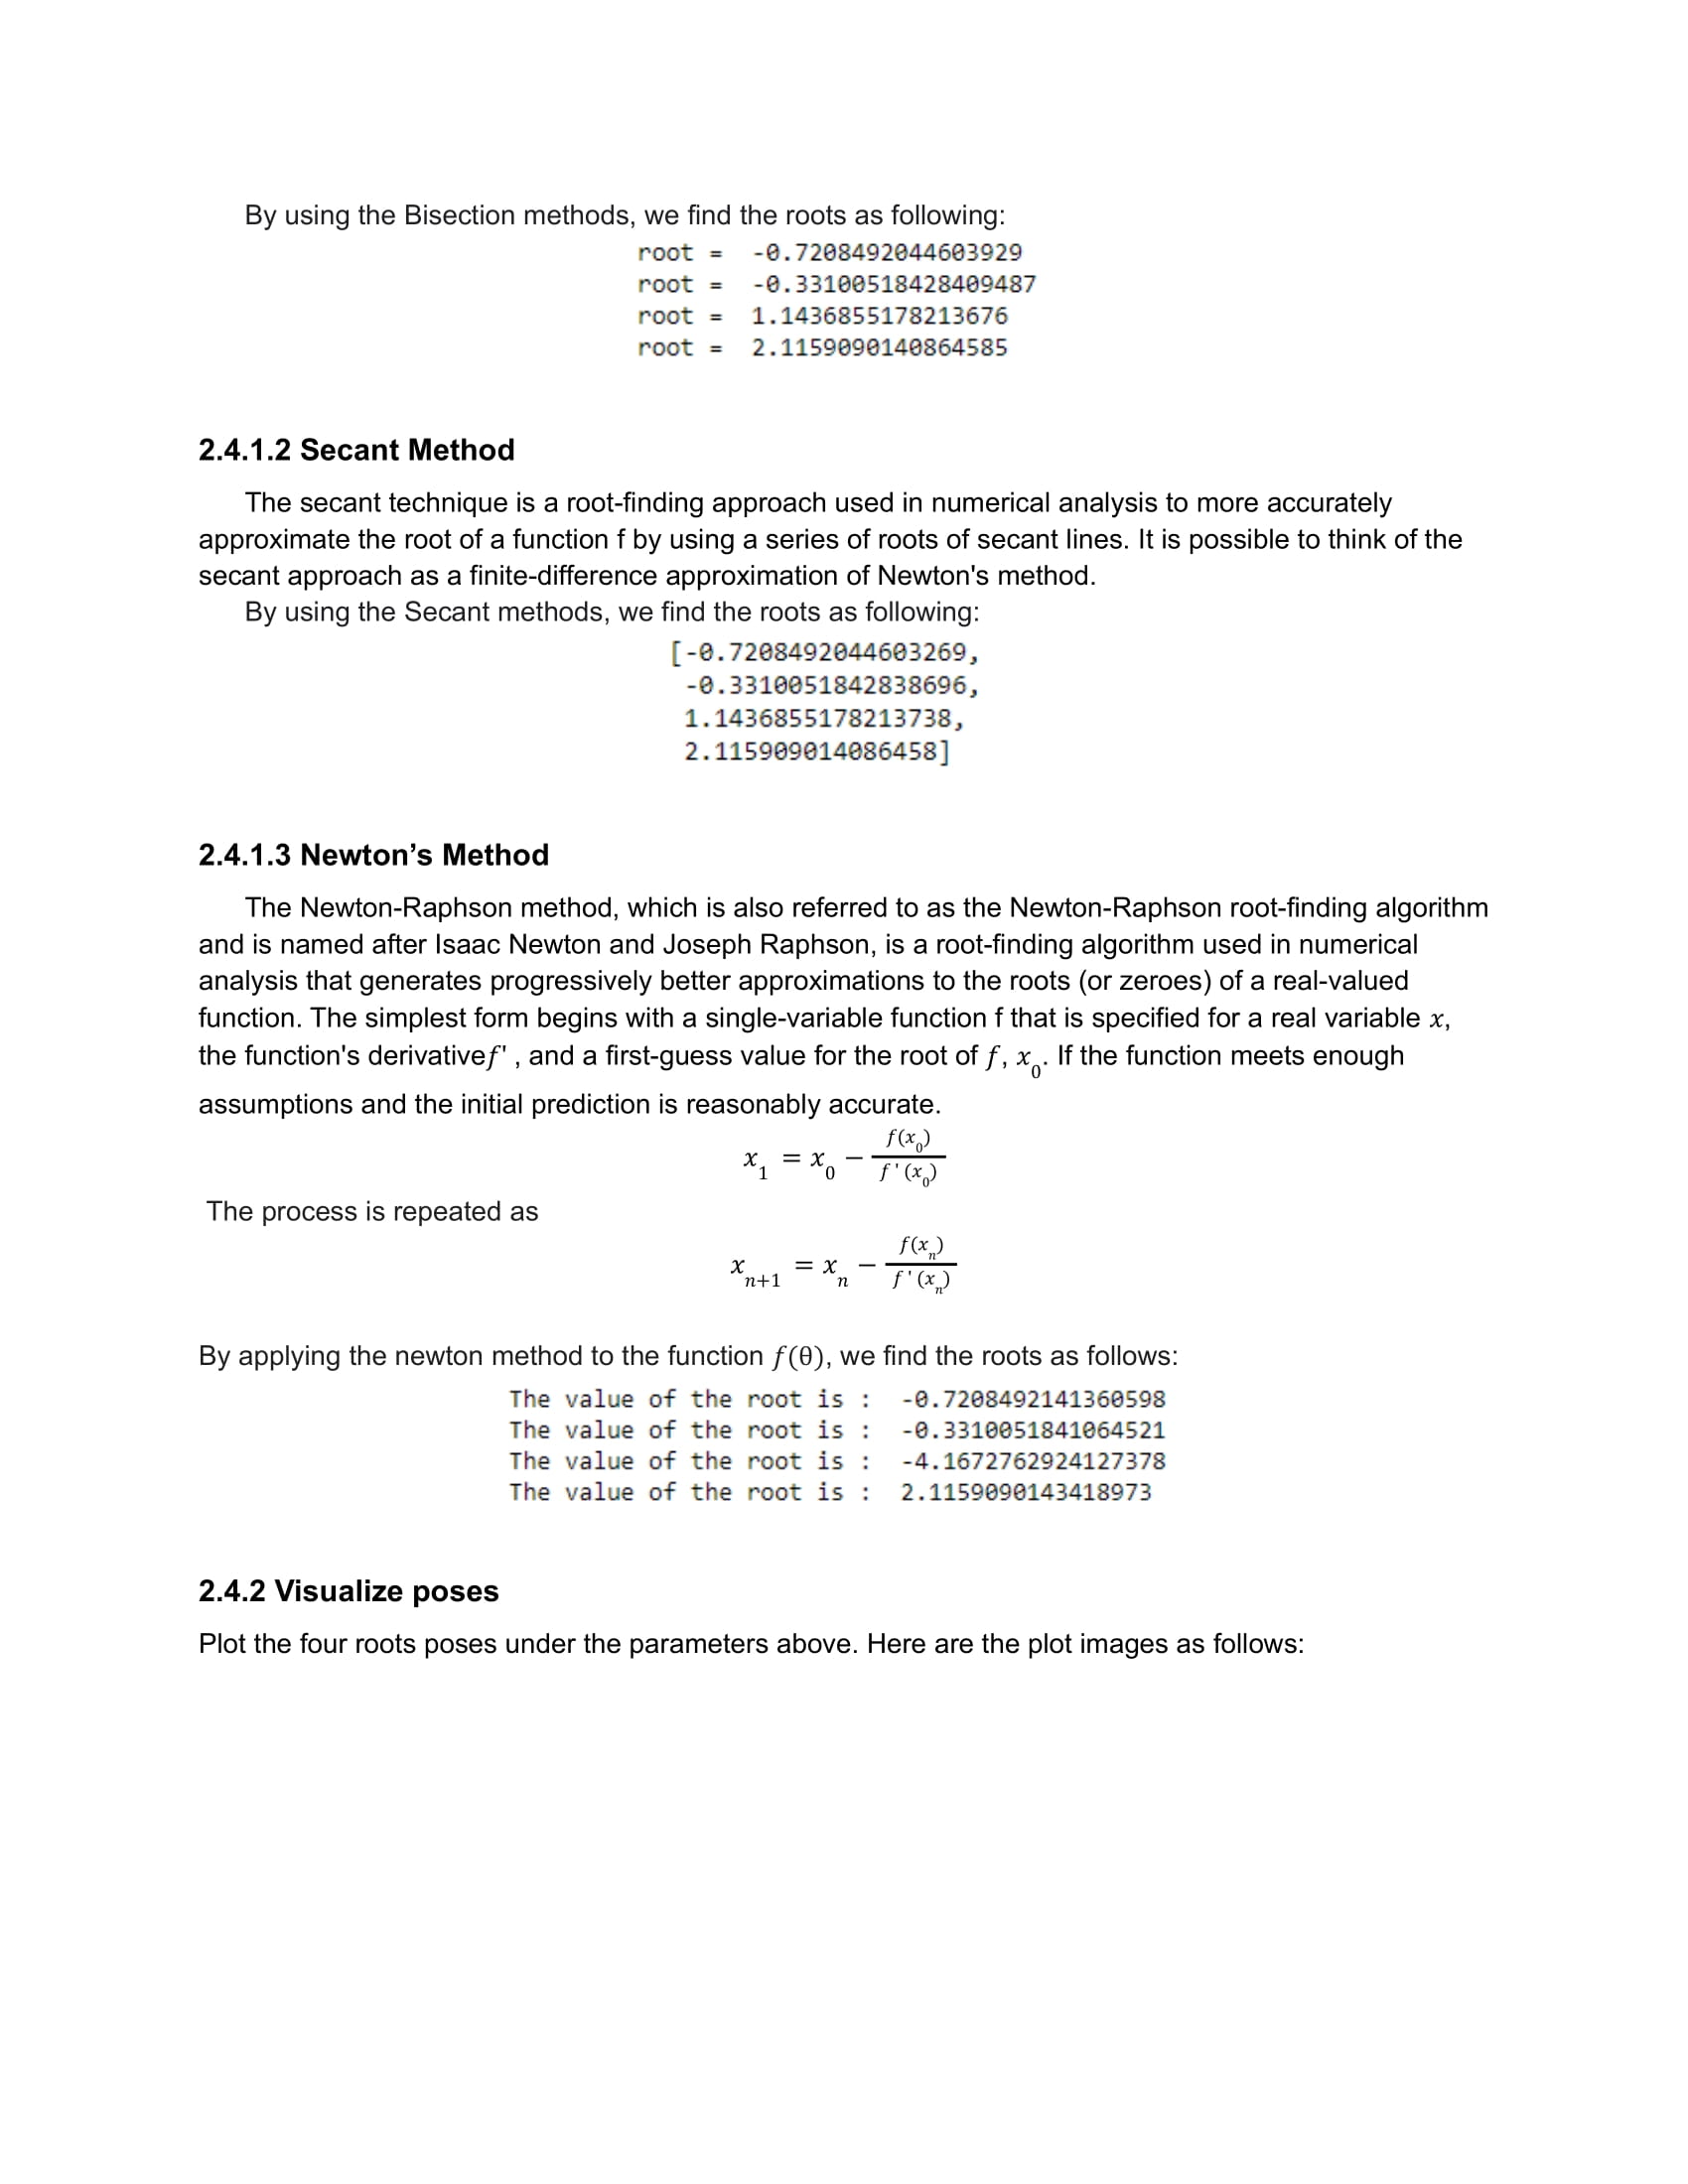 By using the Bisection methods, we find the roots as following:
root =  -0.7208492044603929
root =  -0.33100518428409487
root =  1.1436855178213676
root =  2.1159090140864585
2.4.1.2 Secant Method
The secant technique is a root-finding approach used in numerical analysis to more accurately
approximate the root of a function f by using a series of roots of secant lines. It is possible to think of the
secant approach as a finite-difference approximation of Newton's method.
By using the Secant methods, we find the roots as following:
[-0.7208492044603269,
-0.3310051842838696,
1.1436855178213738,
2.115909014086458]
2.4.1.3 Newton’s Method
The Newton-Raphson method, which is also referred to as the Newton-Raphson root-finding algorithm
and is named after Isaac Newton and Joseph Raphson, is a root-finding algorithm used in numerical
analysis that generates progressively better approximations to the roots (or zeroes) of a real-valued
function. The simplest form begins with a single-variable function f that is specified for a real variable x,
the function's derivativef' , and a first-guess value for the root of f, x₀. If the function meets enough
assumptions and the initial prediction is reasonably accurate.
x₁ = x₀ − f(x₀) / f'(x₀)
The process is repeated as
xₙ₊₁ = xₙ − f(xₙ) / f'(xₙ)
By applying the newton method to the function f(θ), we find the roots as follows:
The value of the root is :  -0.7208492141360598
The value of the root is :  -0.3310051841064521
The value of the root is :  -4.1672762924127378
The value of the root is :  2.1159090143418973
2.4.2 Visualize poses
Plot the four roots poses under the parameters above. Here are the plot images as follows: